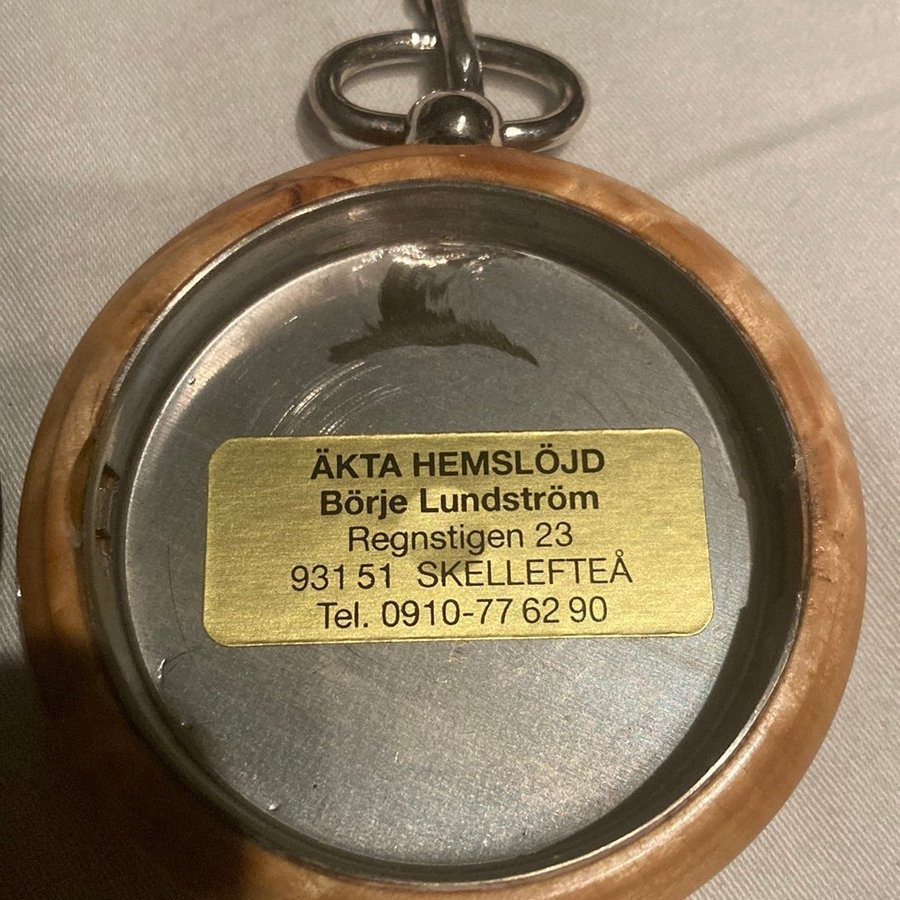 ÄKTA HEMSLÖJD
Börje Lundström
Regnstigen 23
931 51 SKELLEFTEÅ
Tel. 0910-77 62 90